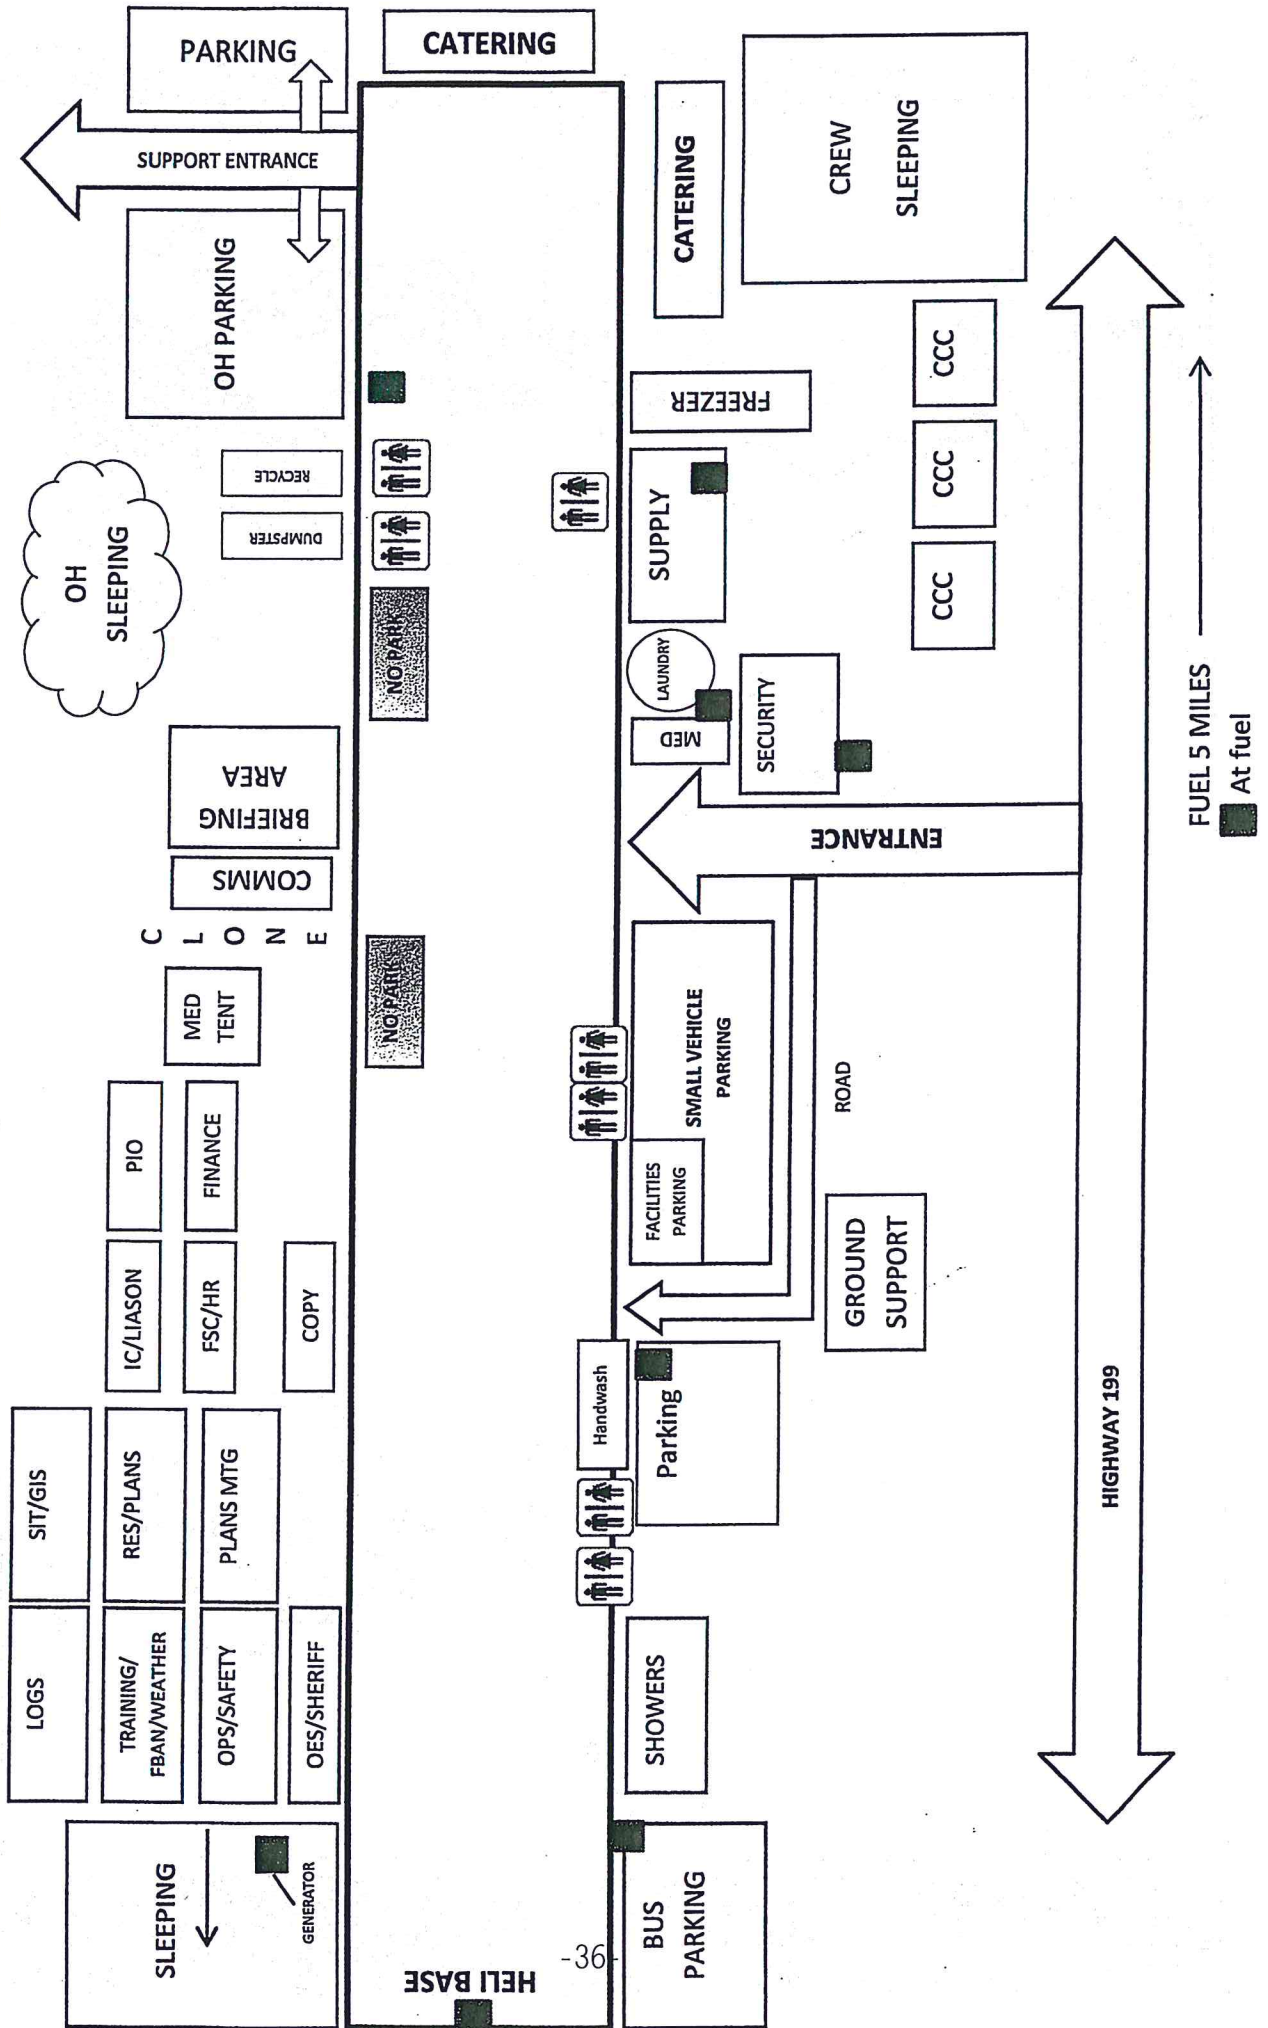 PARKING
CATERING
SUPPORT ENTRANCE
CATERING
CREW
SLEEPING
OH PARKING
FREEZER
CCC
RECYCLE
DUMPSTER
OH
SLEEPING
SUPPLY
CCC
CCC
NO PARK
LAUNDRY
MED
SECURITY
BRIEFING
AREA
COMMS
ENTRANCE
FUEL 5 MILES
At fuel
C L O N E
NO PARK
MED
TENT
SMALL VEHICLE
PARKING
ROAD
PIO
FINANCE
FACILITIES
PARKING
GROUND
SUPPORT
IC/LIASON
FSC/HR
COPY
Handwash
Parking
HIGHWAY 199
SIT/GIS
RES/PLANS
PLANS MTG
LOGS
TRAINING/
FBAN/WEATHER
OPS/SAFETY
OES/SHERIFF
SHOWERS
SLEEPING
GENERATOR
BUS
PARKING
HELI BASE
-36-